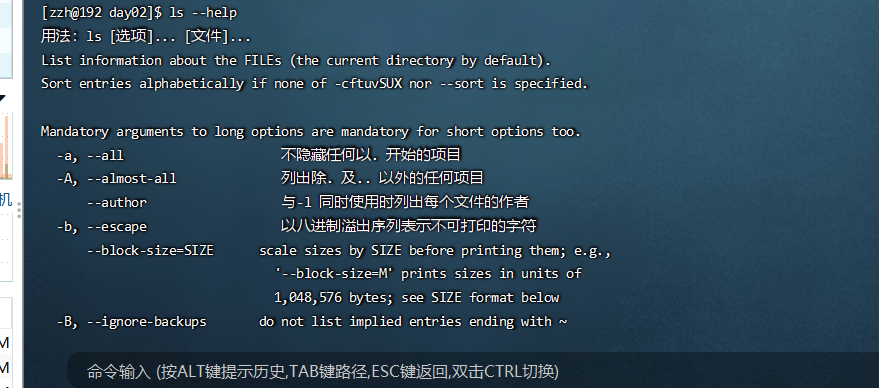 [zzh@192 day02]$ ls --help
用法: ls [选项]... [文件]...
List information about the FILEs (the current directory by default).
Sort entries alphabetically if none of -cftuvSUX nor --sort is specified.

Mandatory arguments to long options are mandatory for short options too.
  -a, --all                  不隐藏任何以. 开始的项目
  -A, --almost-all           列出除. 及.. 以外的任何项目
      --author               与-l 同时使用时列出每个文件的作者
  -b, --escape               以八进制溢出序列表示不可打印的字符
      --block-size=SIZE      scale sizes by SIZE before printing them; e.g.,
                               '--block-size=M' prints sizes in units of
                               1,048,576 bytes; see SIZE format below
  -B, --ignore-backups       do not list implied entries ending with ~
机
M
M
命令输入 (按ALT键提示历史,TAB键路径,ESC键返回,双击CTRL切换)